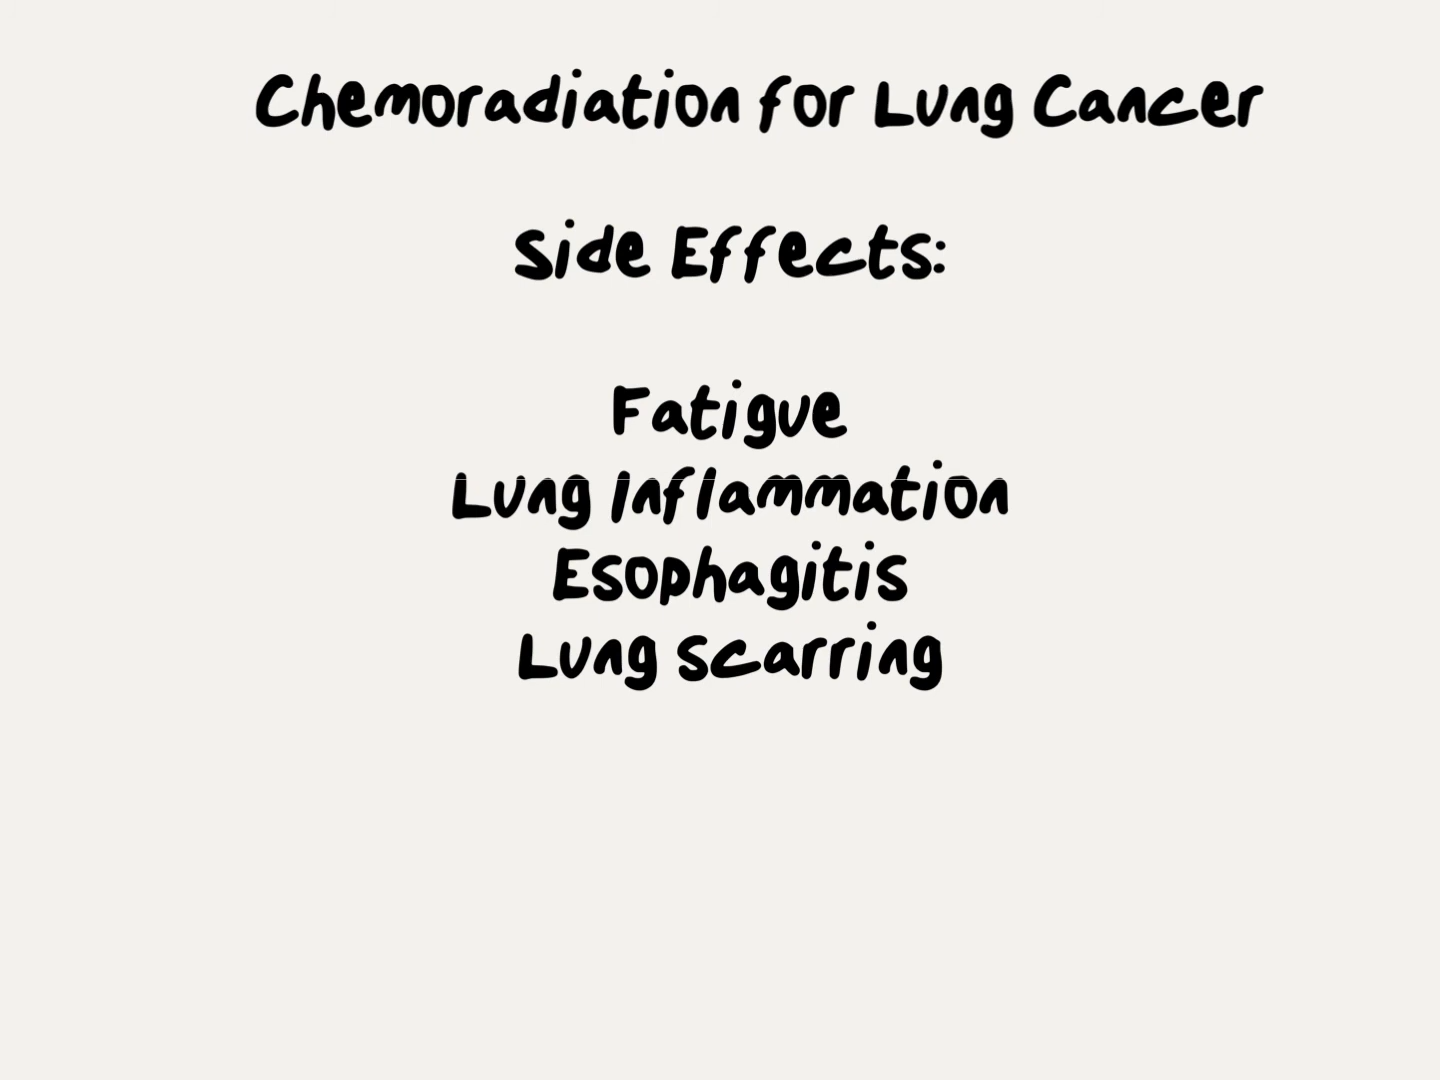 Chemoradiation for Lung Cancer
Side Effects:
Fatigue
Lung Inflammation
Esophagitis
Lung Scarring